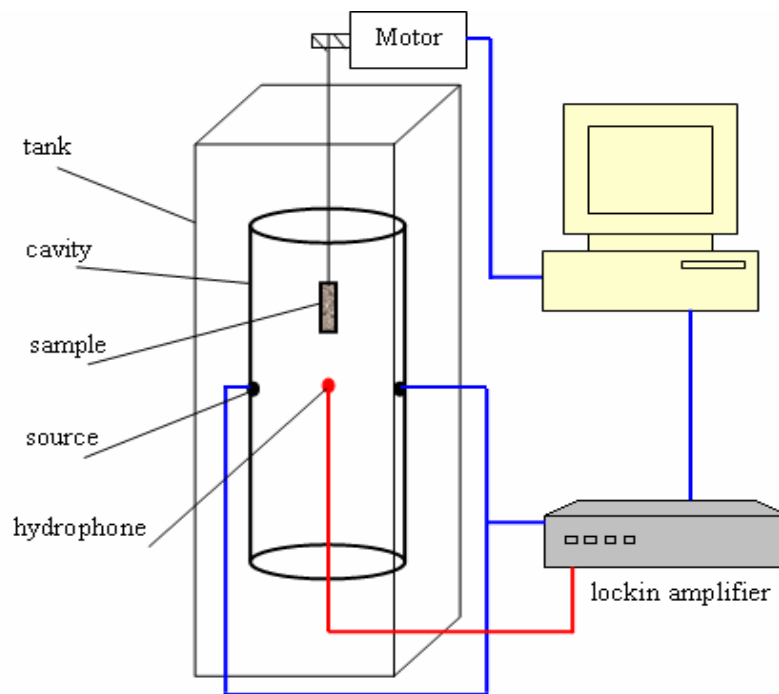 Motor
tank
cavity
sample
source
hydrophone
lockin amplifier